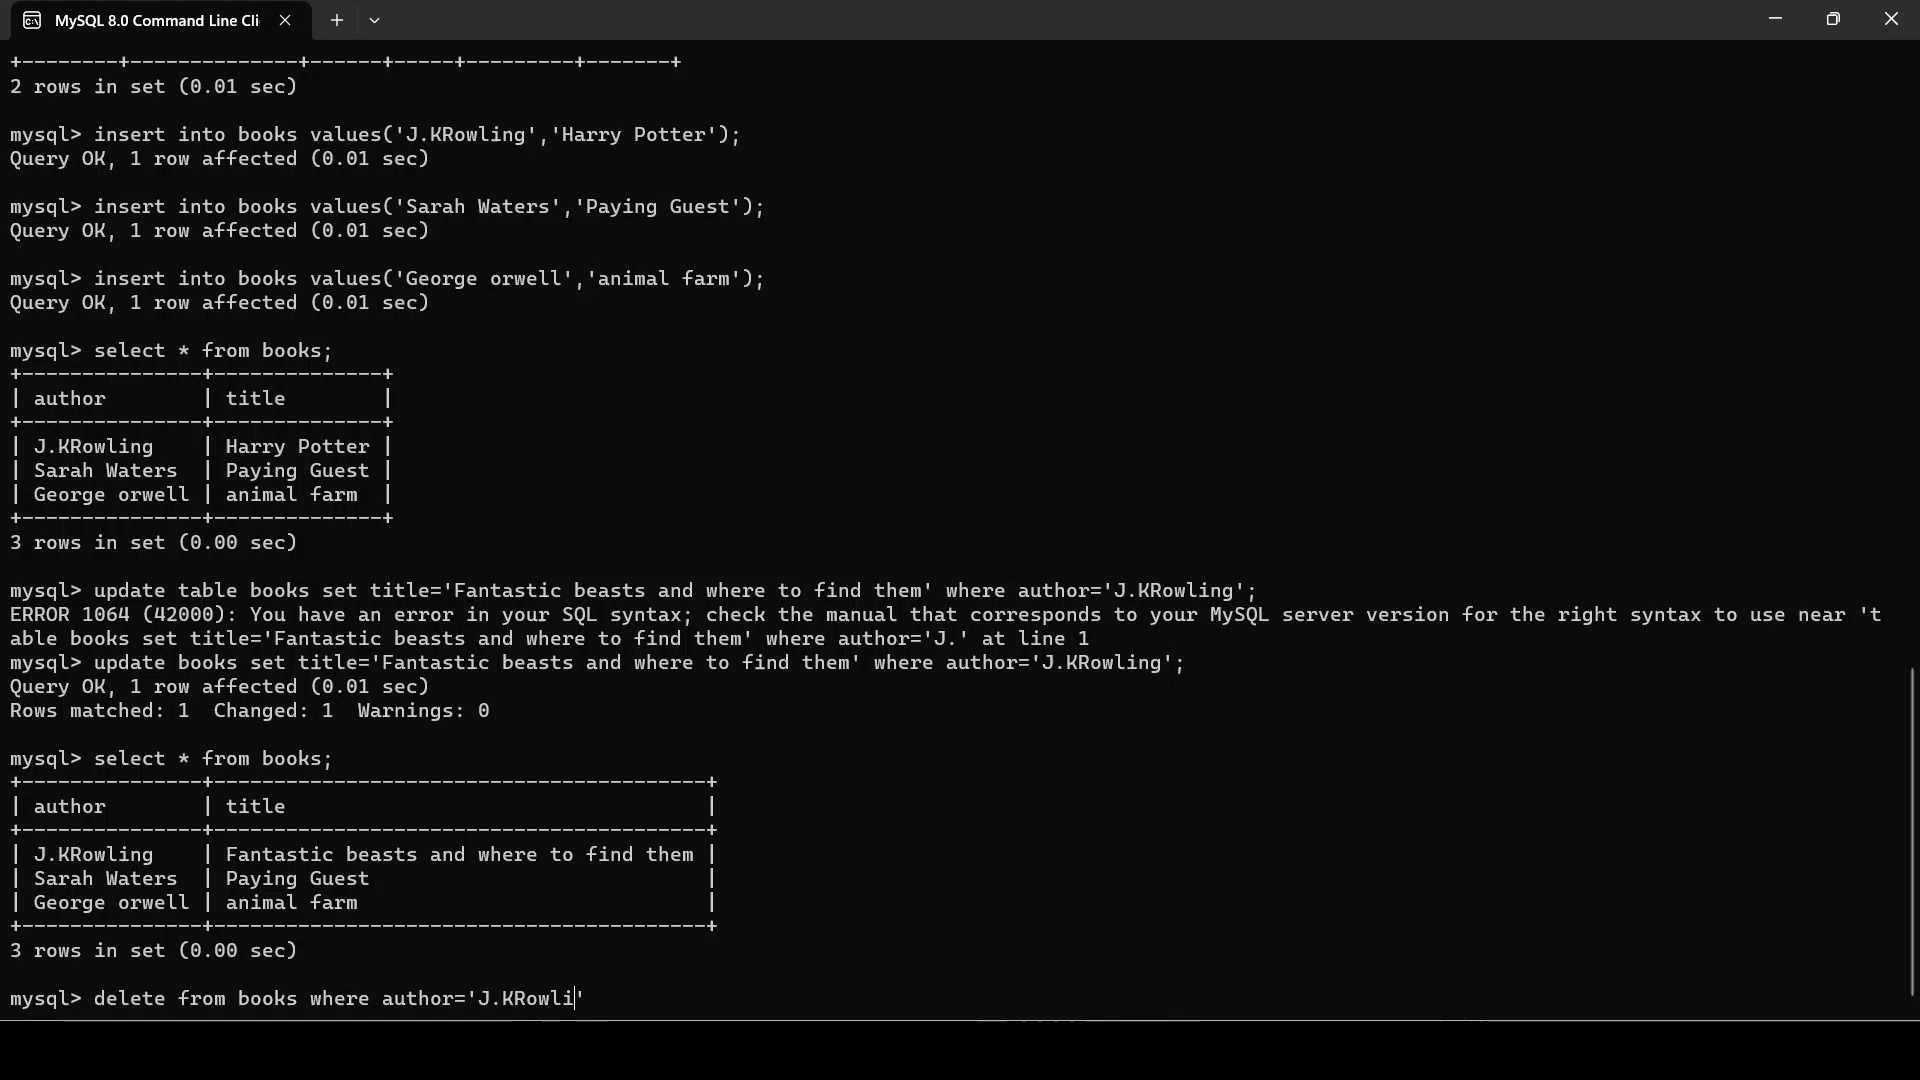 MySQL 8.0 Command Line Cli
+--------+--------------+------+-----+---------+-------+
2 rows in set (0.01 sec)
mysql> insert into books values('J.KRowling','Harry Potter');
Query OK, 1 row affected (0.01 sec)
mysql> insert into books values('Sarah Waters','Paying Guest');
Query OK, 1 row affected (0.01 sec)
mysql> insert into books values('George orwell','animal farm');
Query OK, 1 row affected (0.01 sec)
mysql> select * from books;
+---------------+--------------+
| author        | title        |
+---------------+--------------+
| J.KRowling    | Harry Potter |
| Sarah Waters  | Paying Guest |
| George orwell | animal farm  |
+---------------+--------------+
3 rows in set (0.00 sec)
mysql> update table books set title='Fantastic beasts and where to find them' where author='J.KRowling';
ERROR 1064 (42000): You have an error in your SQL syntax; check the manual that corresponds to your MySQL server version for the right syntax to use near 't
able books set title='Fantastic beasts and where to find them' where author='J.' at line 1
mysql> update books set title='Fantastic beasts and where to find them' where author='J.KRowling';
Query OK, 1 row affected (0.01 sec)
Rows matched: 1  Changed: 1  Warnings: 0
mysql> select * from books;
+---------------+-----------------------------------------+
| author        | title                                   |
+---------------+-----------------------------------------+
| J.KRowling    | Fantastic beasts and where to find them |
| Sarah Waters  | Paying Guest                            |
| George orwell | animal farm                             |
+---------------+-----------------------------------------+
3 rows in set (0.00 sec)
mysql> delete from books where author='J.KRowli'